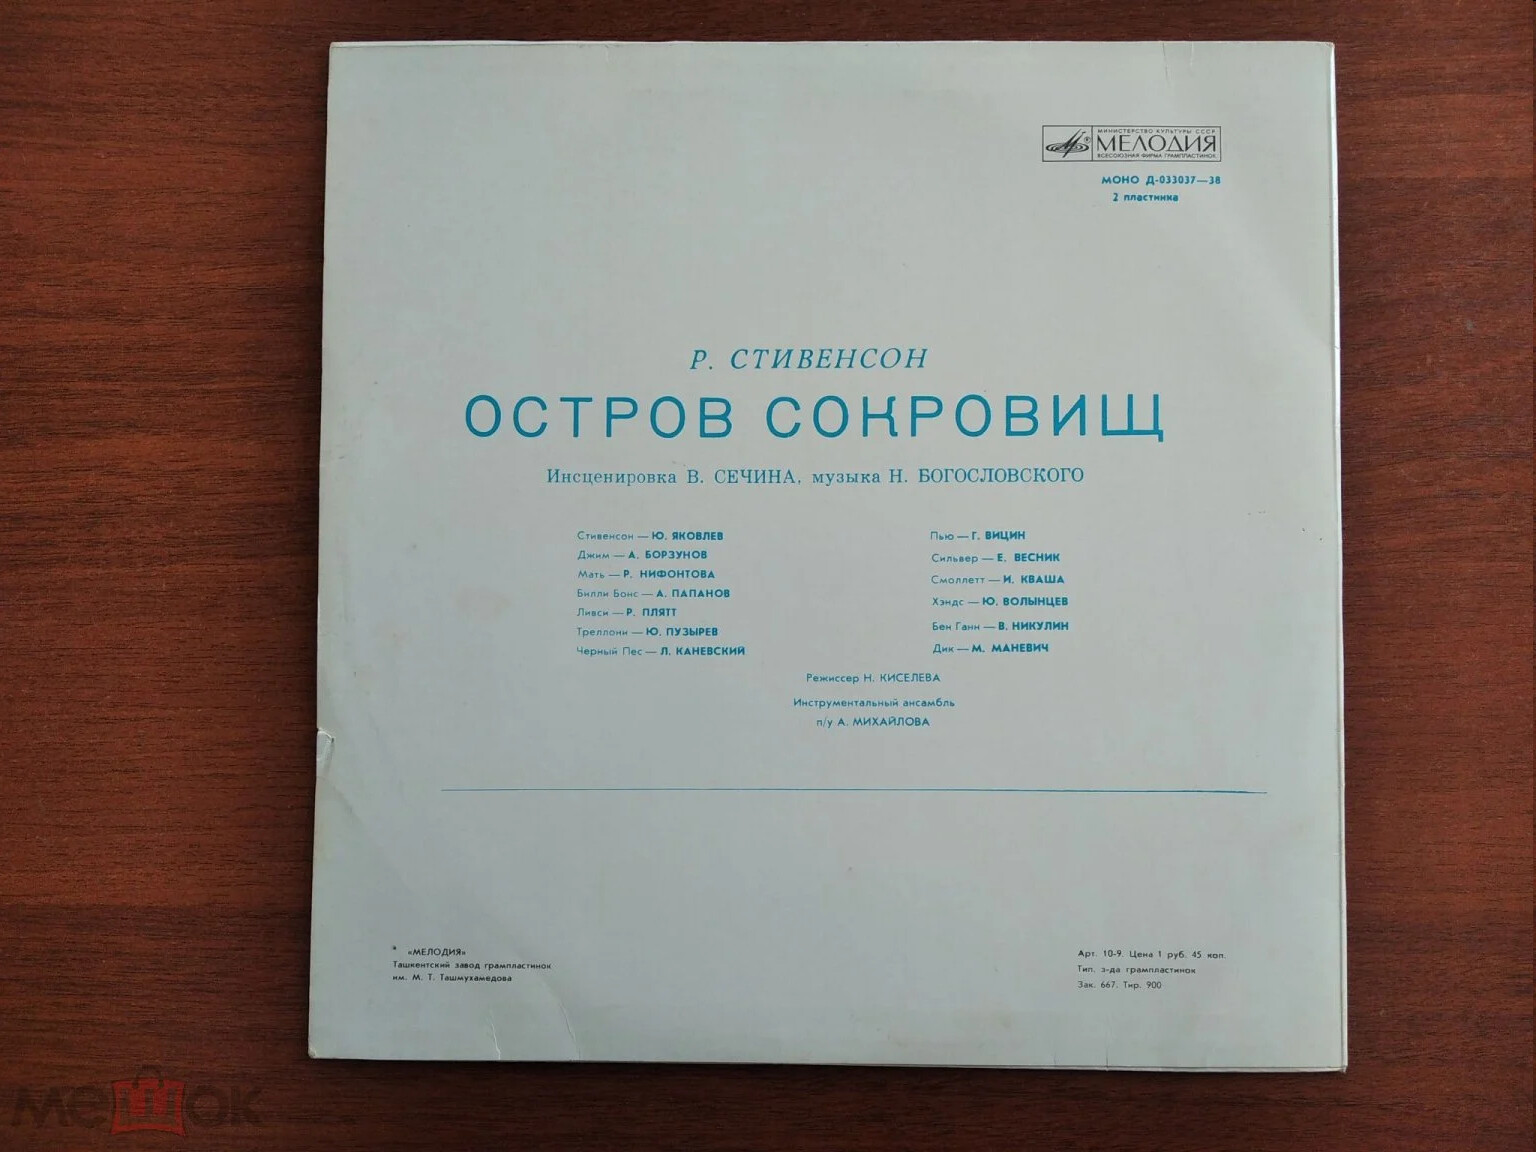 МИНИСТЕРСТВО КУЛЬТУРЫ СССР
МЕЛОДИЯ
ВСЕСОЮЗНАЯ ФИРМА ГРАМПЛАСТИНОК
МОНО Д-033037—38
2 пластинка
Р. СТИВЕНСОН
ОСТРОВ СОКРОВИЩ
Инсценировка В. СЕЧИНА, музыка Н. БОГОСЛОВСКОГО
Стивенсон — Ю. ЯКОВЛЕВ
Джим — А. БОРЗУНОВ
Мать — Р. НИФОНТОВА
Билли Бонс — А. ПАПАНОВ
Ливси — Р. ПЛЯТТ
Треллони — Ю. ПУЗЫРЕВ
Черный Пес — Л. КАНЕВСКИЙ
Пью — Г. ВИЦИН
Сильвер — Е. ВЕСНИК
Смоллетт — И. КВАША
Хэндс — Ю. ВОЛЫНЦЕВ
Бен Ганн — В. НИКУЛИН
Дик — М. МАНЕВИЧ
Режиссер Н. КИСЕЛЕВА
Инструментальный ансамбль
п/у А. МИХАЙЛОВА
«МЕЛОДИЯ»
Ташкентский завод грампластинок
им. М. Т. Ташмухамедова
Арт. 10-9. Цена 1 руб. 45 коп.
Тип. з-да грампластинок
Зак. 667. Тир. 900
мешок